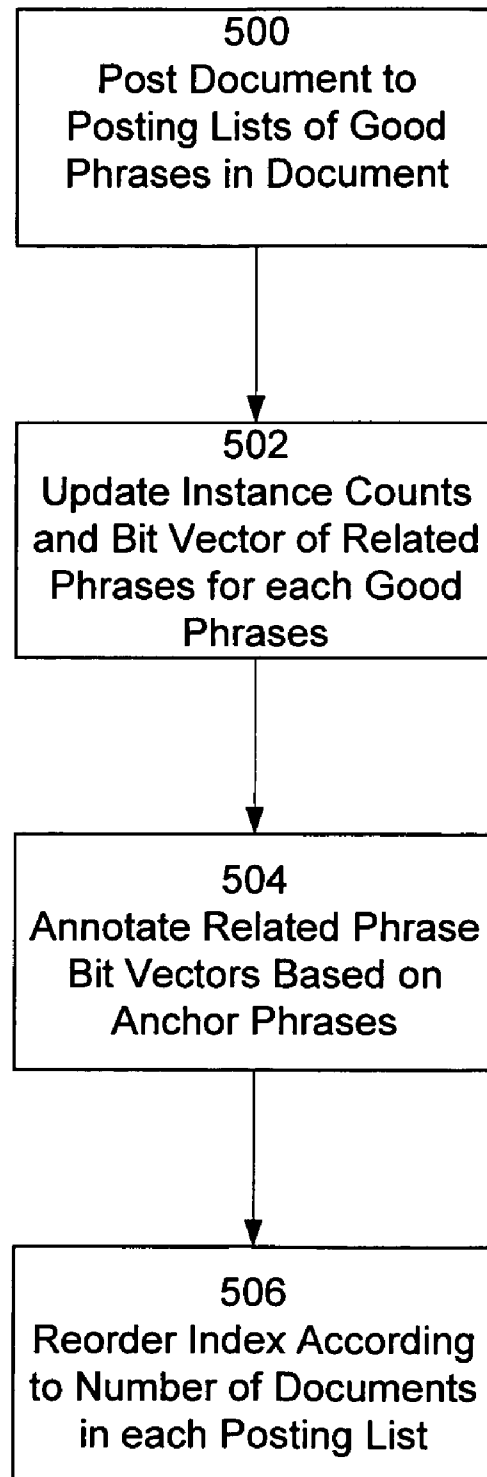 500
Post Document to
Posting Lists of Good
Phrases in Document
502
Update Instance Counts
and Bit Vector of Related
Phrases for each Good
Phrases
504
Annotate Related Phrase
Bit Vectors Based on
Anchor Phrases
506
Reorder Index According
to Number of Documents
in each Posting List